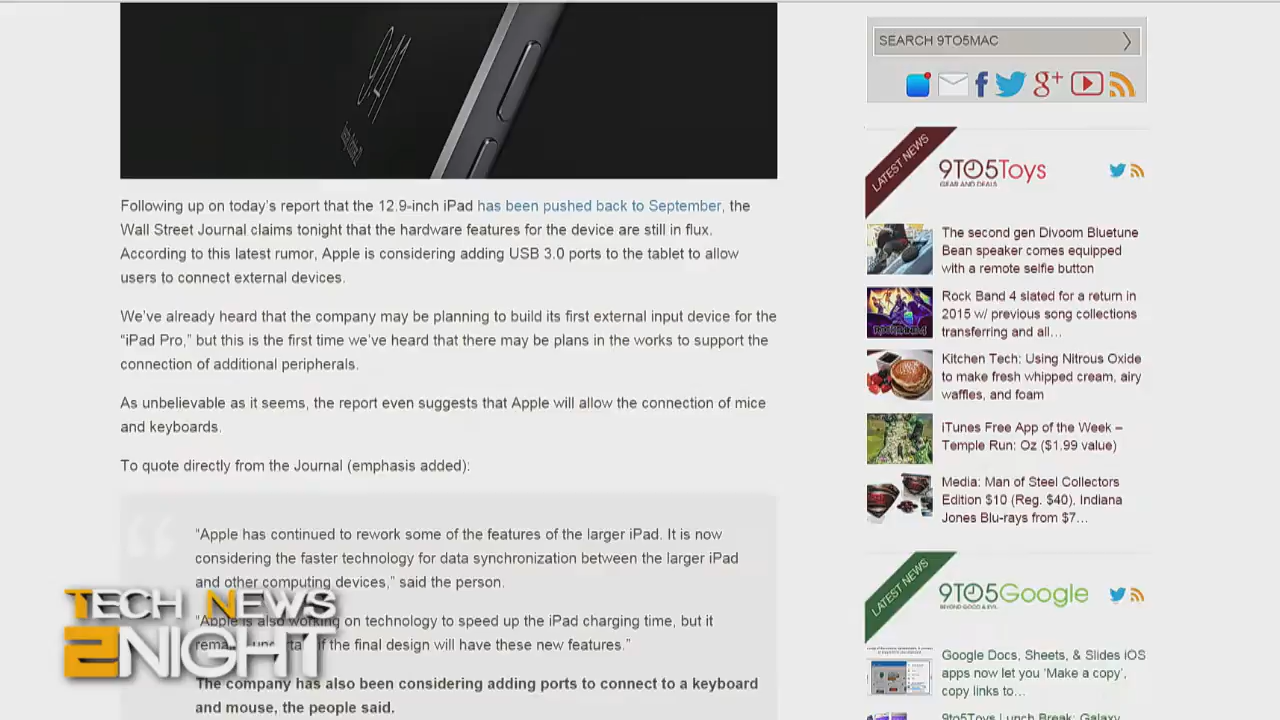 Following up on today's report that the 12.9-inch iPad has been pushed back to September, the
Wall Street Journal claims tonight that the hardware features for the device are still in flux.
According to this latest rumor, Apple is considering adding USB 3.0 ports to the tablet to allow
users to connect external devices.
We've already heard that the company may be planning to build its first external input device for the
“iPad Pro,” but this is the first time we've heard that there may be plans in the works to support the
connection of additional peripherals.
As unbelievable as it seems, the report even suggests that Apple will allow the connection of mice
and keyboards.
To quote directly from the Journal (emphasis added):
“Apple has continued to rework some of the features of the larger iPad. It is now
considering the faster technology for data synchronization between the larger iPad
and other computing devices,” said the person.
“Apple is also working on technology to speed up the iPad charging time, but it
if the final design will have these new features.”
The company has also been considering adding ports to connect to a keyboard
and mouse, the people said.
TECH NEWS
2NIGHT
SEARCH 9TO5MAC
LATEST NEWS
9TO5Toys
GEAR AND DEALS
The second gen Divoom Bluetune
Bean speaker comes equipped
with a remote selfie button
Rock Band 4 slated for a return in
2015 w/ previous song collections
transferring and all...
Kitchen Tech: Using Nitrous Oxide
to make fresh whipped cream, airy
waffles, and foam
iTunes Free App of the Week –
Temple Run: Oz ($1.99 value)
Media: Man of Steel Collectors
Edition $10 (Reg. $40), Indiana
Jones Blu-rays from $7...
LATEST NEWS
9TO5Google
BEYOND GOOD & EVIL
Google Docs, Sheets, & Slides iOS
apps now let you 'Make a copy',
copy links to...
9to5Toys Lunch Break: Galaxy